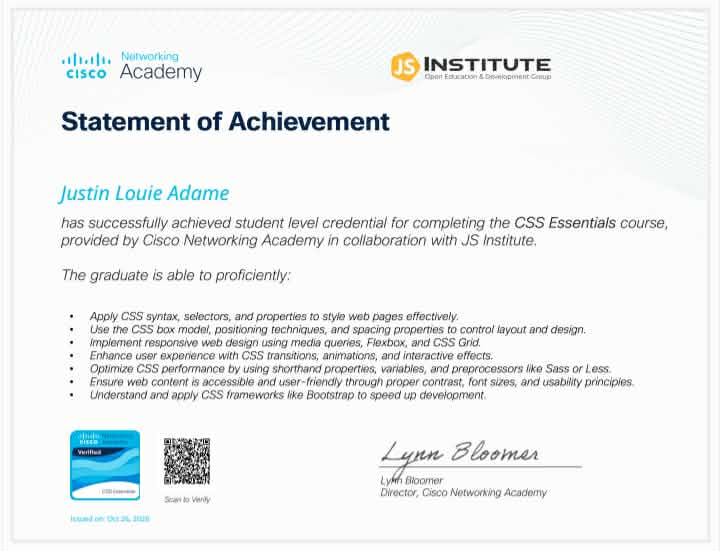 Networking
CISCO Academy
JS INSTITUTE
Open Education & Development Group
Statement of Achievement
Justin Louie Adame
has successfully achieved student level credential for completing the CSS Essentials course,
provided by Cisco Networking Academy in collaboration with JS Institute.
The graduate is able to proficiently:
• Apply CSS syntax, selectors, and properties to style web pages effectively.
• Use the CSS box model, positioning techniques, and spacing properties to control layout and design.
• Implement responsive web design using media queries, Flexbox, and CSS Grid.
• Enhance user experience with CSS transitions, animations, and interactive effects.
• Optimize CSS performance by using shorthand properties, variables, and preprocessors like Sass or Less.
• Ensure web content is accessible and user-friendly through proper contrast, font sizes, and usability principles.
• Understand and apply CSS frameworks like Bootstrap to speed up development.
CISCO Networking Academy
Verified
CSS Essentials
Scan to Verify
Issued on: Oct 26, 2026
Lynn Bloomer
Lynn Bloomer
Director, Cisco Networking Academy